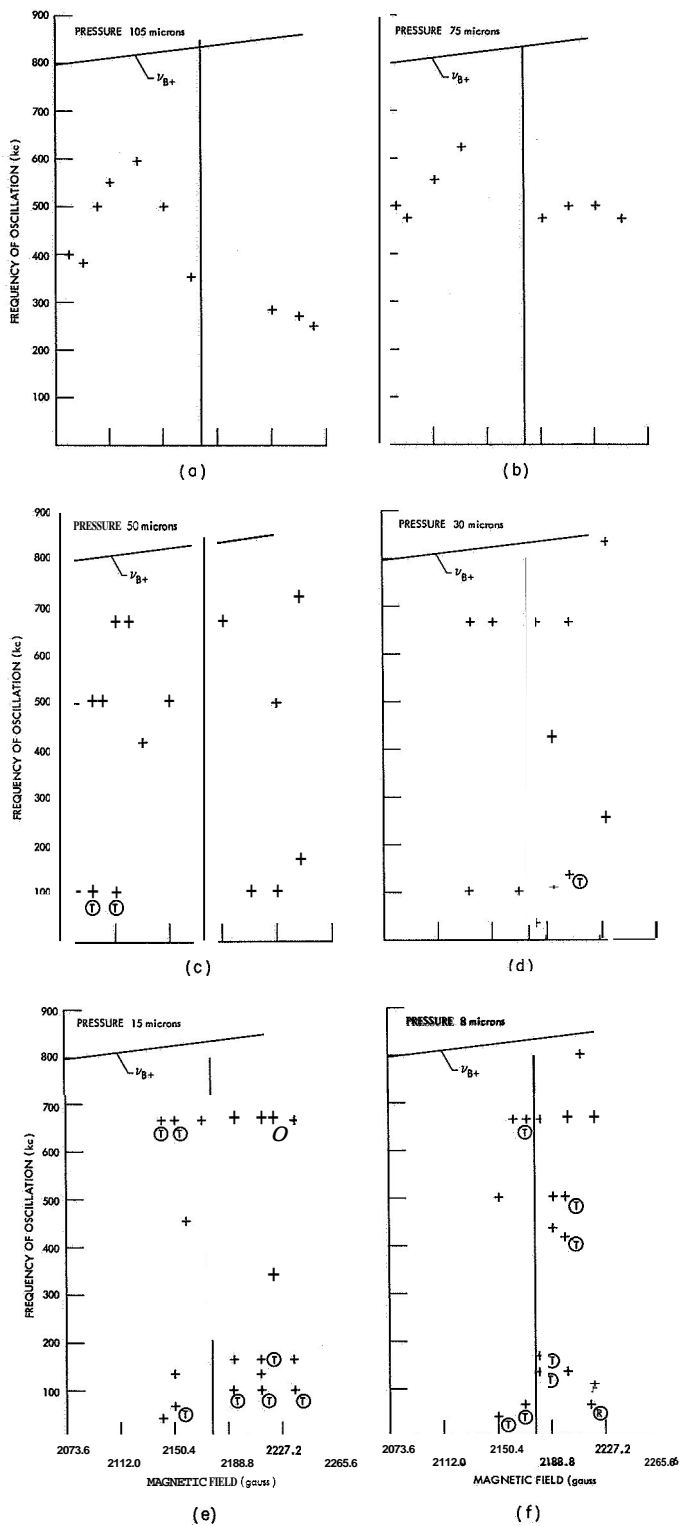 PRESSURE 105 microns
900
800
700
600
500
400
300
200
100
νB+
FREQUENCY OF OSCILLATION (kc)
(a)
PRESSURE 75 microns
νB+
(b)
PRESSURE 50 microns
900
800
700
600
500
400
300
200
100
νB+
FREQUENCY OF OSCILLATION (kc)
T T
(c)
PRESSURE 30 microns
νB+
T
(d)
PRESSURE 15 microns
900
800
700
600
500
400
300
200
100
νB+
FREQUENCY OF OSCILLATION (kc)
T T O
T
T
T T T
2073.6 2150.4 2227.2
2112.0 2188.8 2265.6
MAGNETIC FIELD (gauss)
(e)
PRESSURE 8 microns
νB+
T
T
T
T
T
R
T T
2073.6 2150.4 2227.2
2112.0 2188.8 2265.6
MAGNETIC FIELD (gauss
(f)